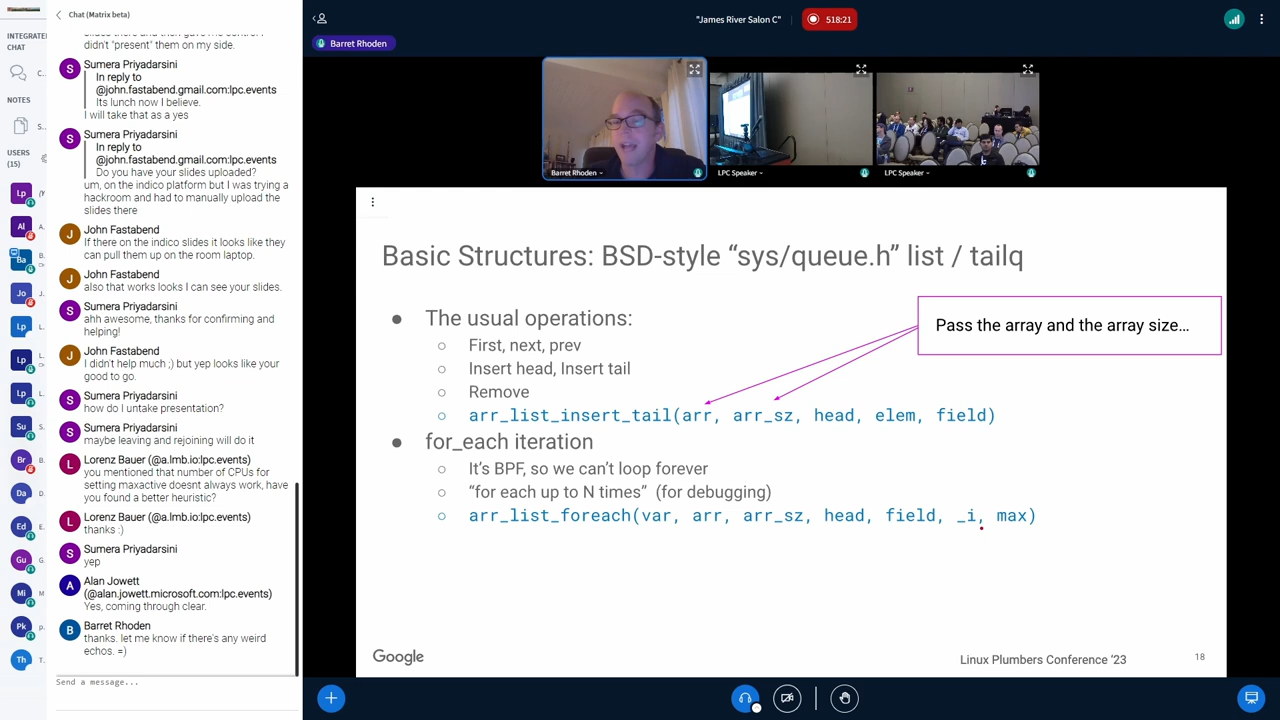 INTEGRATE
CHAT
C..
NOTES
S..
USERS
(15)
Chat (Matrix beta)
didn't "present" them on my side.
Sumera Priyadarsini
In reply to
@john.fastabend.gmail.com:lpc.events
Its lunch now I believe.
I will take that as a yes
Sumera Priyadarsini
In reply to
@john.fastabend.gmail.com:lpc.events
Do you have your slides uploaded?
um, on the indico platform but I was trying a
hackroom and had to manually upload the
slides there
John Fastabend
If there on the indico slides it looks like they
can pull them up on the room laptop.
John Fastabend
also that works looks I can see your slides.
Sumera Priyadarsini
ahh awesome, thanks for confirming and
helping!
John Fastabend
I didn't help much ;) but yep looks like your
good to go.
Sumera Priyadarsini
how do I untake presentation?
Sumera Priyadarsini
maybe leaving and rejoining will do it
Lorenz Bauer (@a.lmb.io:lpc.events)
you mentioned that number of CPUs for
setting maxactive doesnt always work, have
you found a better heuristic?
Lorenz Bauer (@a.lmb.io:lpc.events)
thanks :)
Sumera Priyadarsini
yep
Alan Jowett
(@alan.jowett.microsoft.com:lpc.events)
Yes, coming through clear.
Barret Rhoden
thanks. let me know if there's any weird
echos. =)
Send a message...
"James River Salon C"
518:21
Barret Rhoden
Barret Rhoden
LPC Speaker
LPC Speaker
Basic Structures: BSD-style “sys/queue.h” list / tailq
Pass the array and the array size…
● The usual operations:
○ First, next, prev
○ Insert head, Insert tail
○ Remove
○ arr_list_insert_tail(arr, arr_sz, head, elem, field)
● for_each iteration
○ It’s BPF, so we can’t loop forever
○ “for each up to N times” (for debugging)
○ arr_list_foreach(var, arr, arr_sz, head, field, _i, max)
Google
Linux Plumbers Conference ’23
18